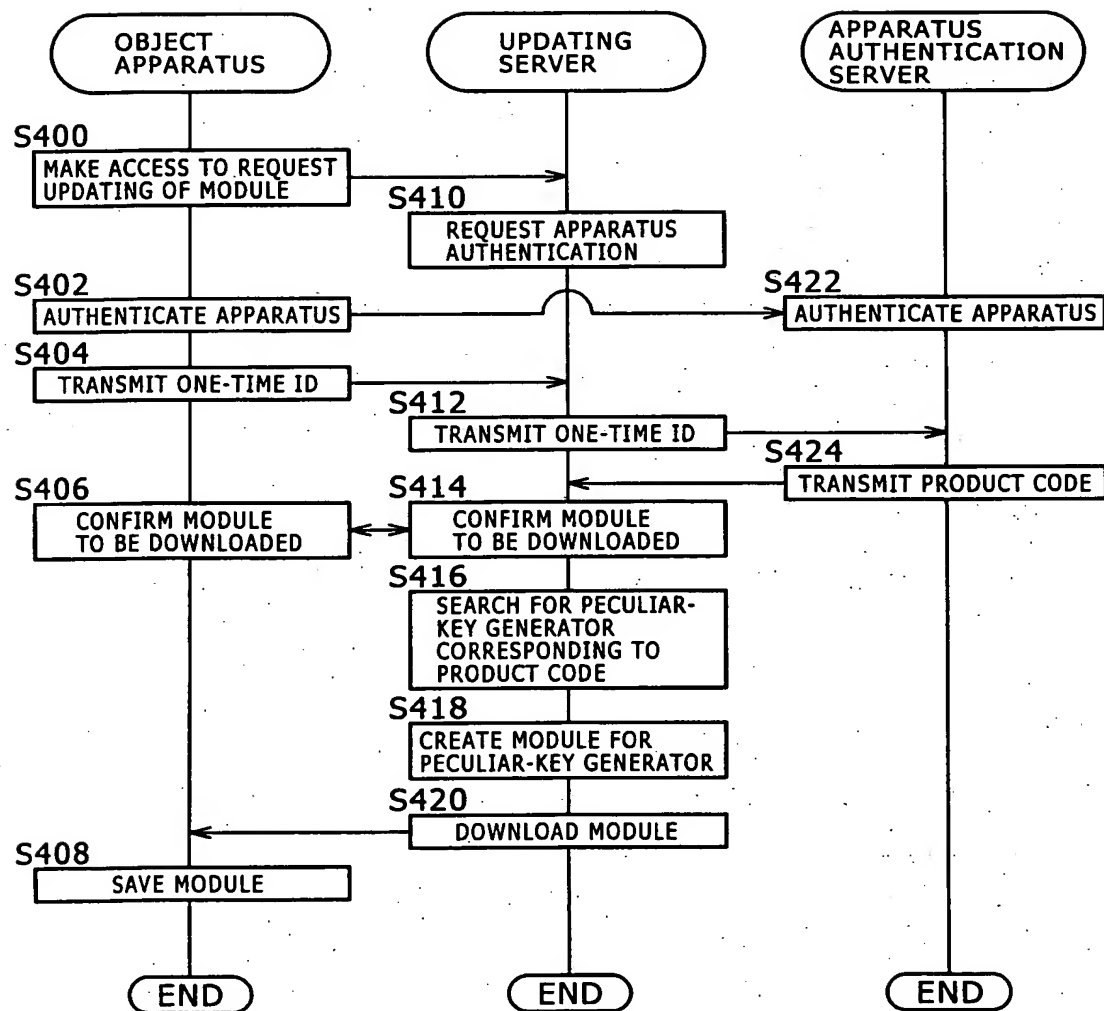 OBJECT
APPARATUS
UPDATING
SERVER
APPARATUS
AUTHENTICATION
SERVER
S400
MAKE ACCESS TO REQUEST
UPDATING OF MODULE
S410
REQUEST APPARATUS
AUTHENTICATION
S402
AUTHENTICATE APPARATUS
S422
AUTHENTICATE APPARATUS
S404
TRANSMIT ONE-TIME ID
S412
TRANSMIT ONE-TIME ID
S424
TRANSMIT PRODUCT CODE
S406
CONFIRM MODULE
TO BE DOWNLOADED
S414
CONFIRM MODULE
TO BE DOWNLOADED
S416
SEARCH FOR PECULIAR-
KEY GENERATOR
CORRESPONDING TO
PRODUCT CODE
S418
CREATE MODULE FOR
PECULIAR-KEY GENERATOR
S420
DOWNLOAD MODULE
S408
SAVE MODULE
END
END
END